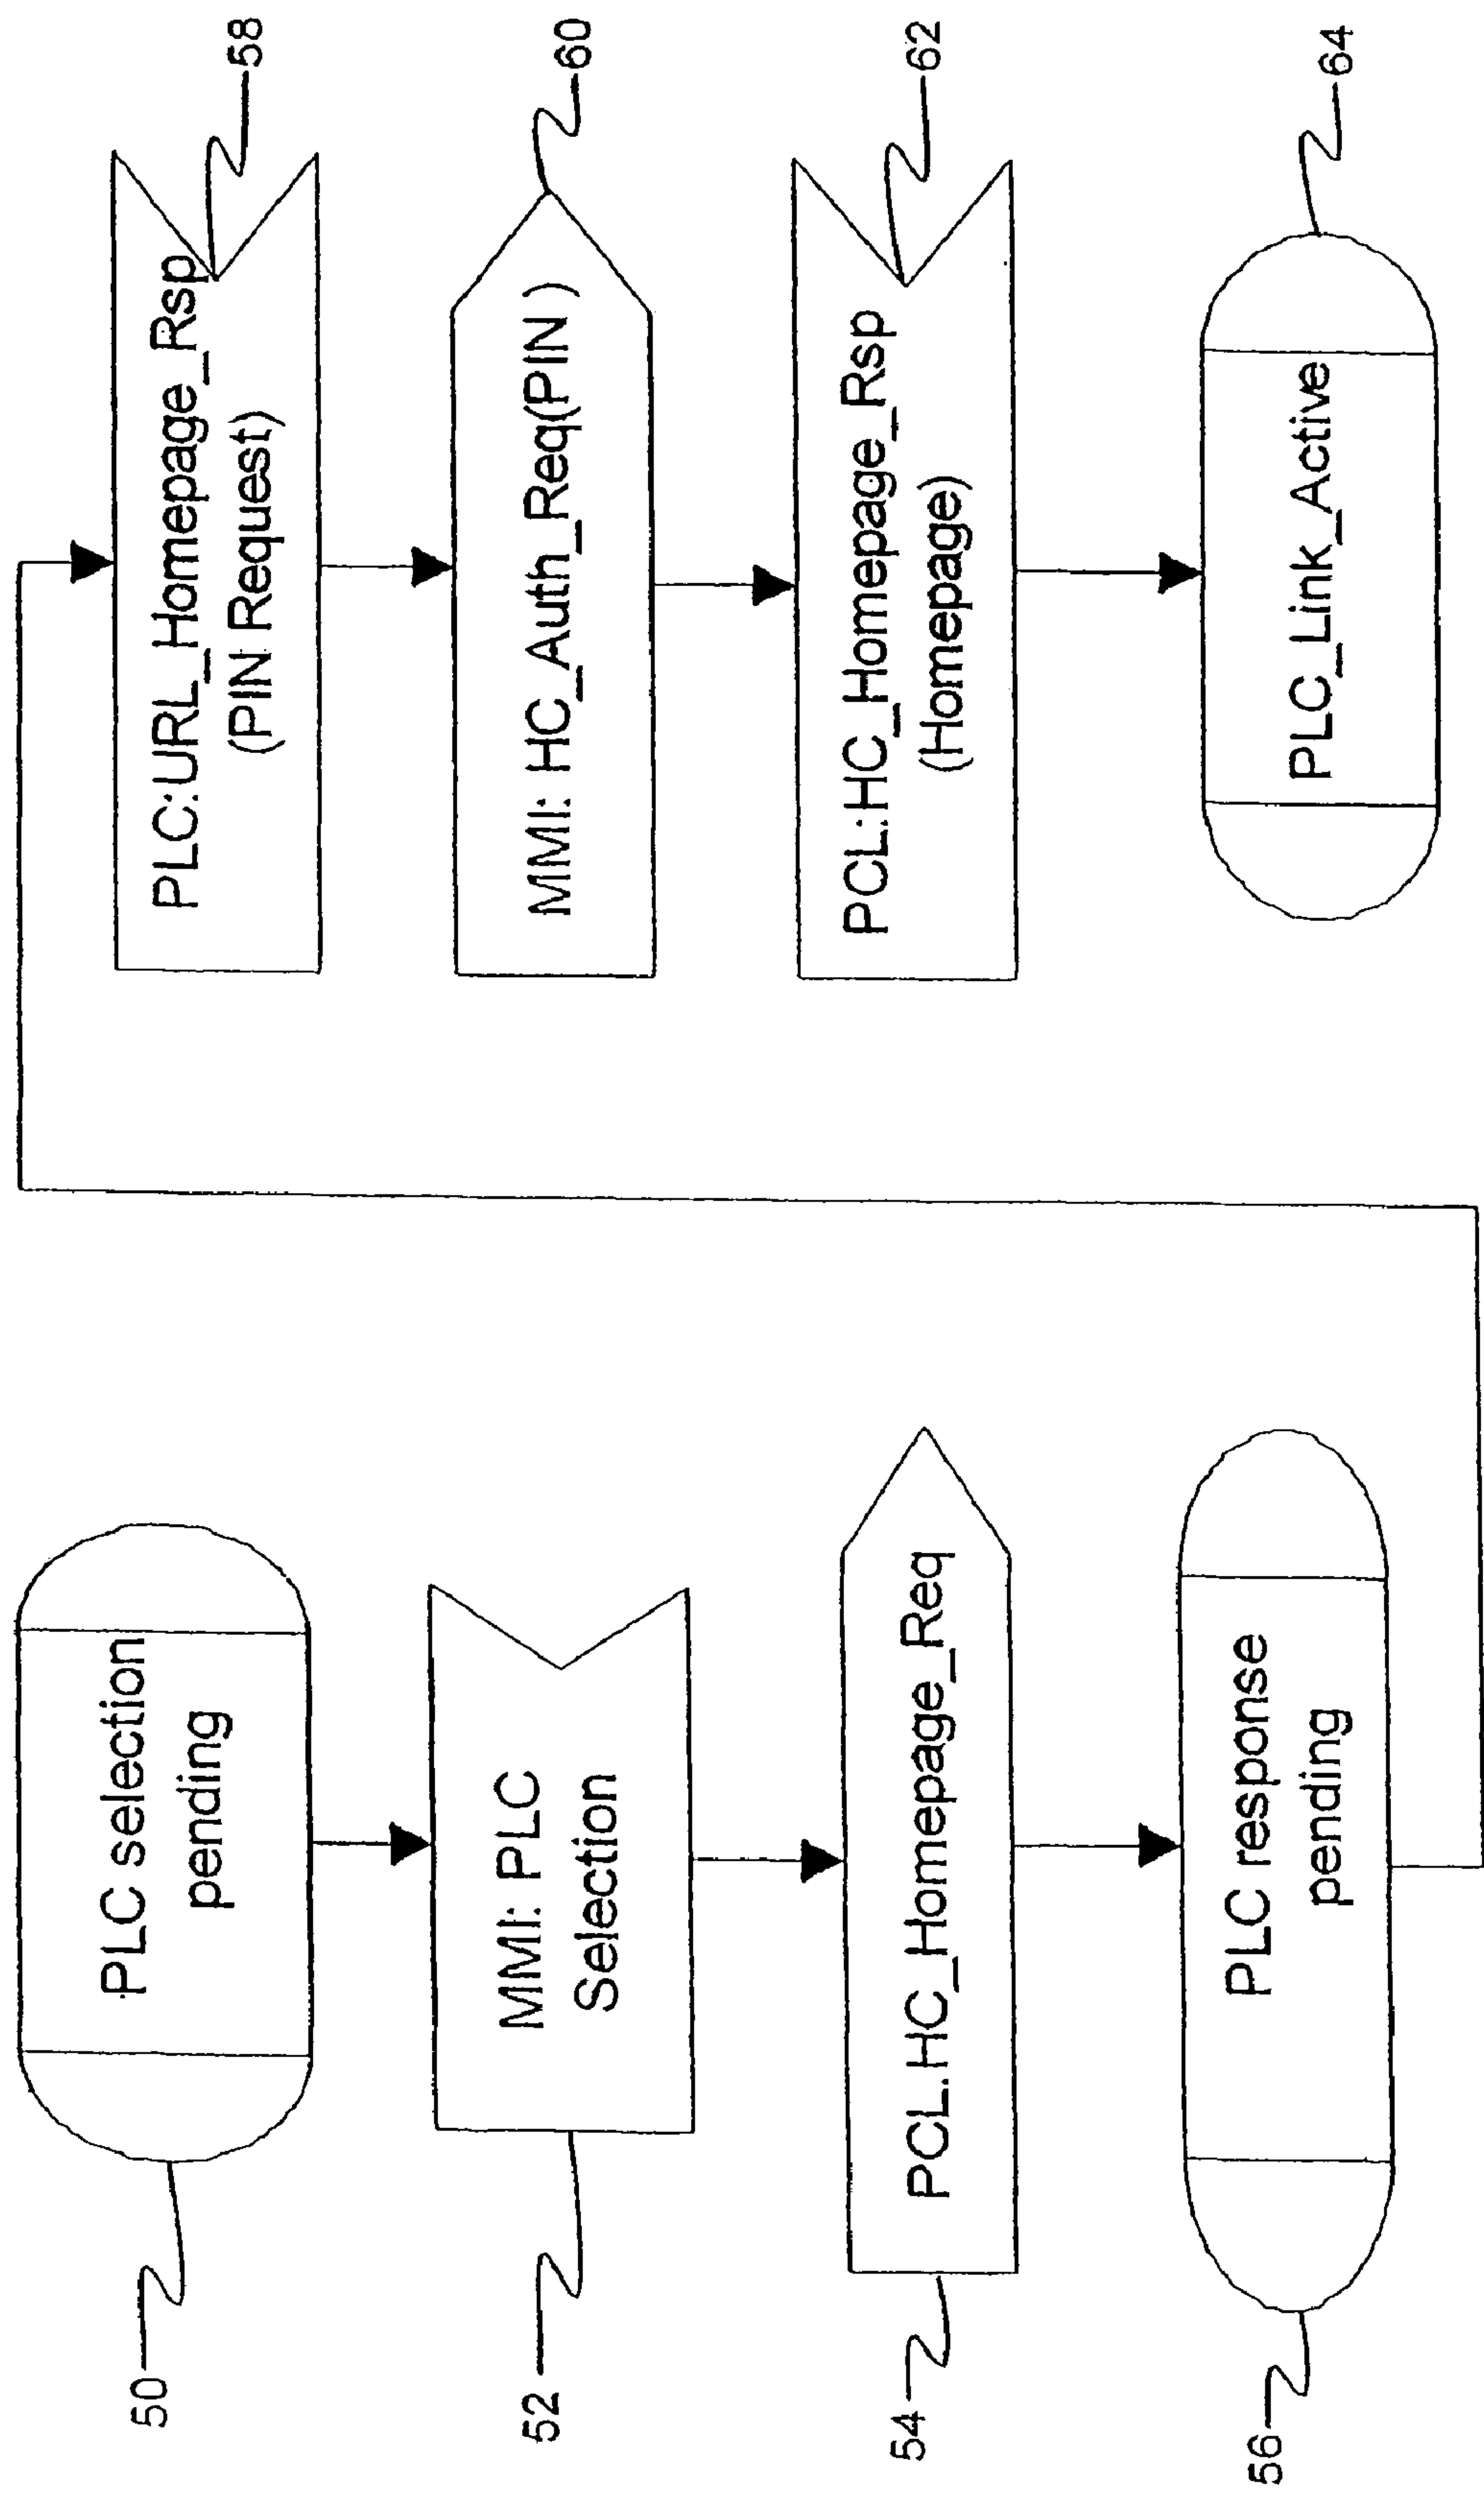 50
PLC selection
pending
52
MMI: PLC
Selection
54
PCL:HC_Homepage_Req
56
PLC response
pending
PLC:URL_Homepage_Rsp
(PIN Request)
58
MMI: HC_Auth_Req(PIN )
60
PCL:HC_Homepage_Rsp
(Homepage)
62
PLC_Link_Active
64